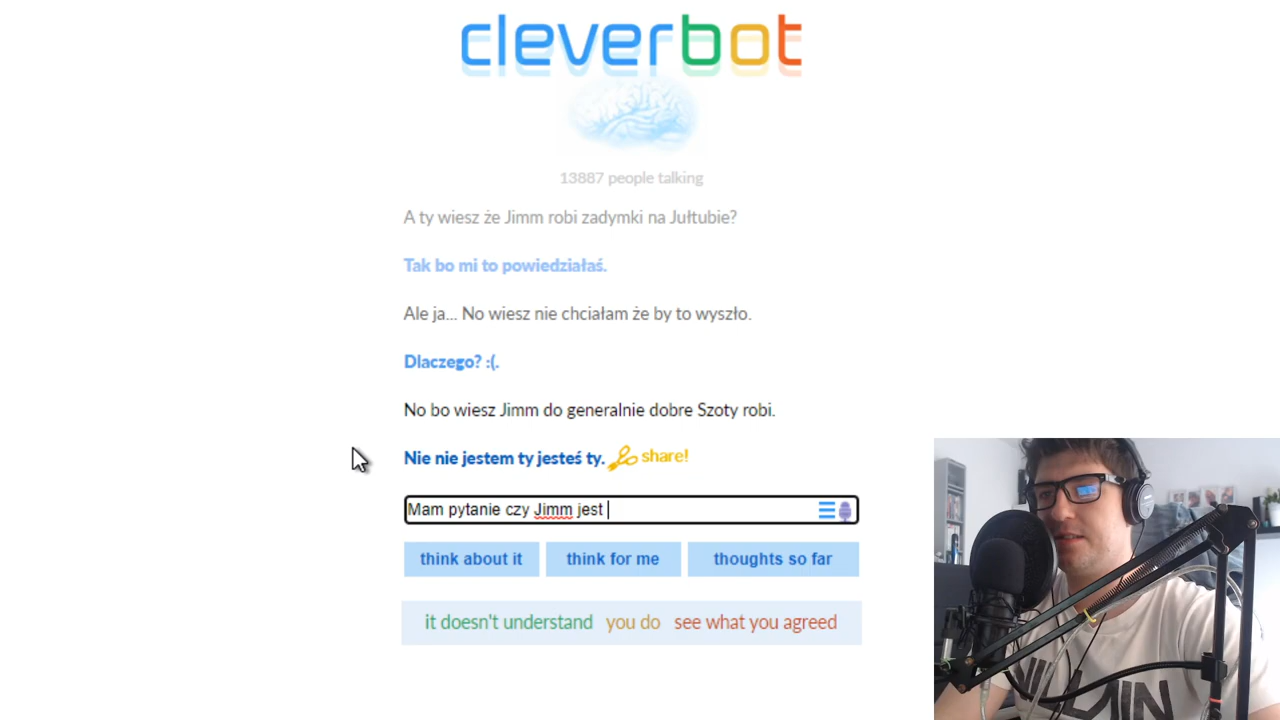 cleverbot
13887 people talking
A ty wiesz że Jimm robi zadymki na Jułtubie?
Tak bo mi to powiedziałaś.
Ale ja... No wiesz nie chciałam że by to wyszło.
Dlaczego? :(.
No bo wiesz Jimm do generalnie dobre Szoty robi.
Nie nie jestem ty jesteś ty. share!
Mam pytanie czy Jimm jest
think about it think for me thoughts so far
it doesn't understand you do see what you agreed